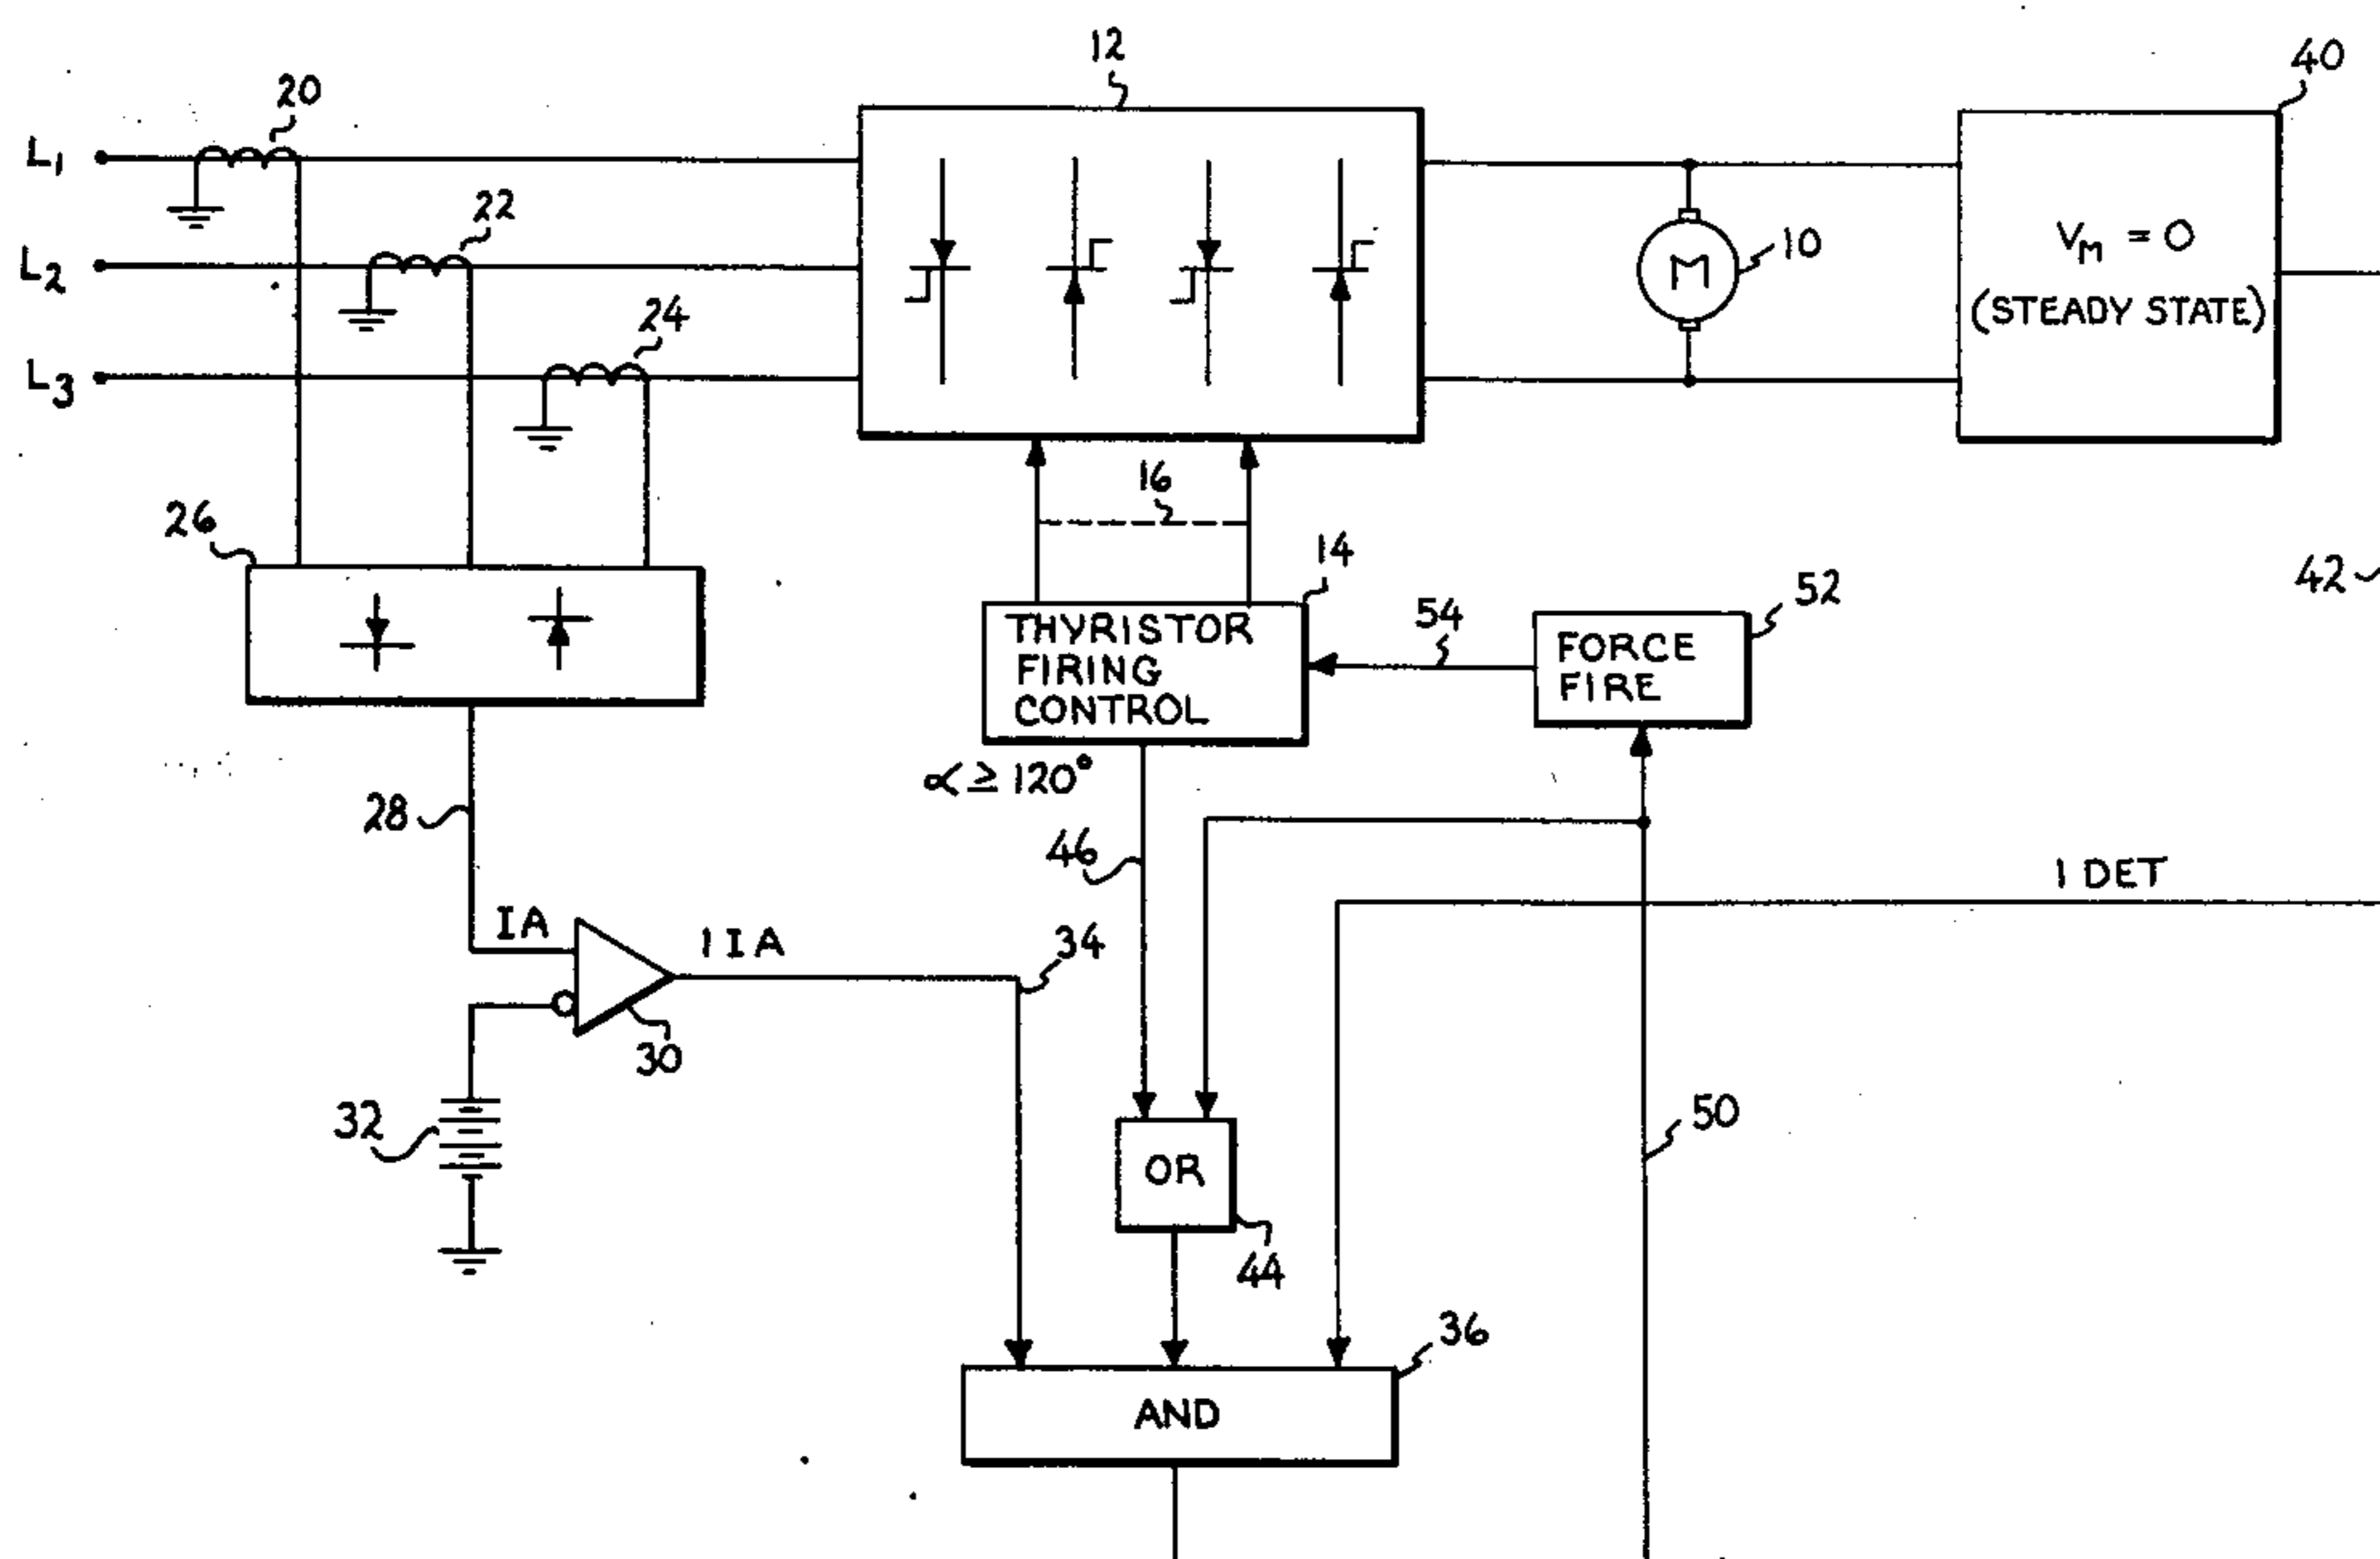 12
40
20
L1
22
10
M
VM = 0
(STEADY STATE)
L2
24
L3
16
26
14
52
42
54
THYRISTOR
FIRING
CONTROL
FORCE
FIRE
α ≥ 120°
28
46
1 DET
IA
1 IA
34
30
50
32
OR
44
36
AND